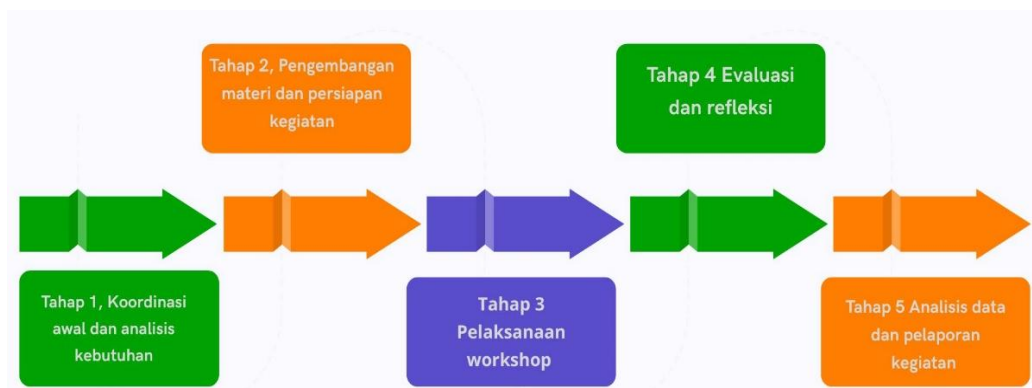 Tahap 1, Koordinasi
awal dan analisis
kebutuhan
Tahap 2, Pengembangan
materi dan persiapan
kegiatan
Tahap 3
Pelaksanaan
workshop
Tahap 4 Evaluasi
dan refleksi
Tahap 5 Analisis data
dan pelaporan
kegiatan